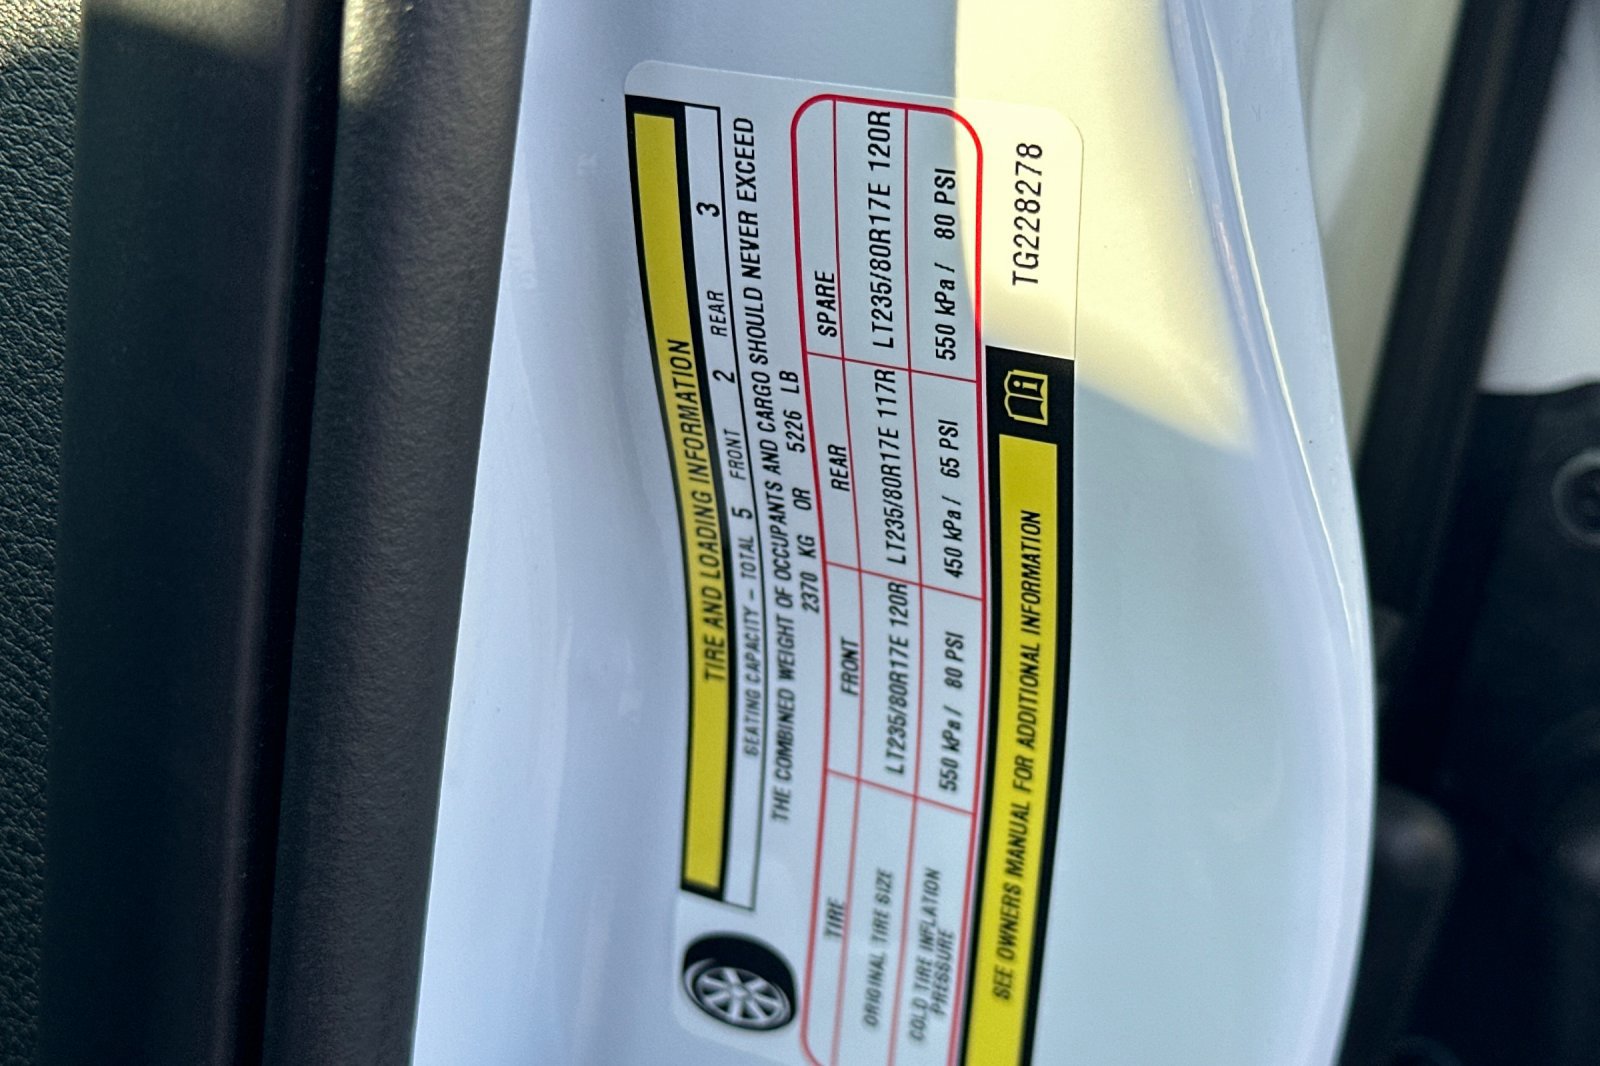 TIRE AND LOADING INFORMATION
SEATING CAPACITY - TOTAL 5 FRONT 2 REAR 3
THE COMBINED WEIGHT OF OCCUPANTS AND CARGO SHOULD NEVER EXCEED
2370 KG OR 5226 LB
TIRE FRONT REAR SPARE
ORIGINAL TIRE SIZE LT235/80R17E 120R LT235/80R17E 117R LT235/80R17E 120R
COLD TIRE INFLATION
PRESSURE 550 kPa/ 80 PSI 450 kPa/ 65 PSI 550 kPa/ 80 PSI
SEE OWNERS MANUAL FOR ADDITIONAL INFORMATION
TG228278